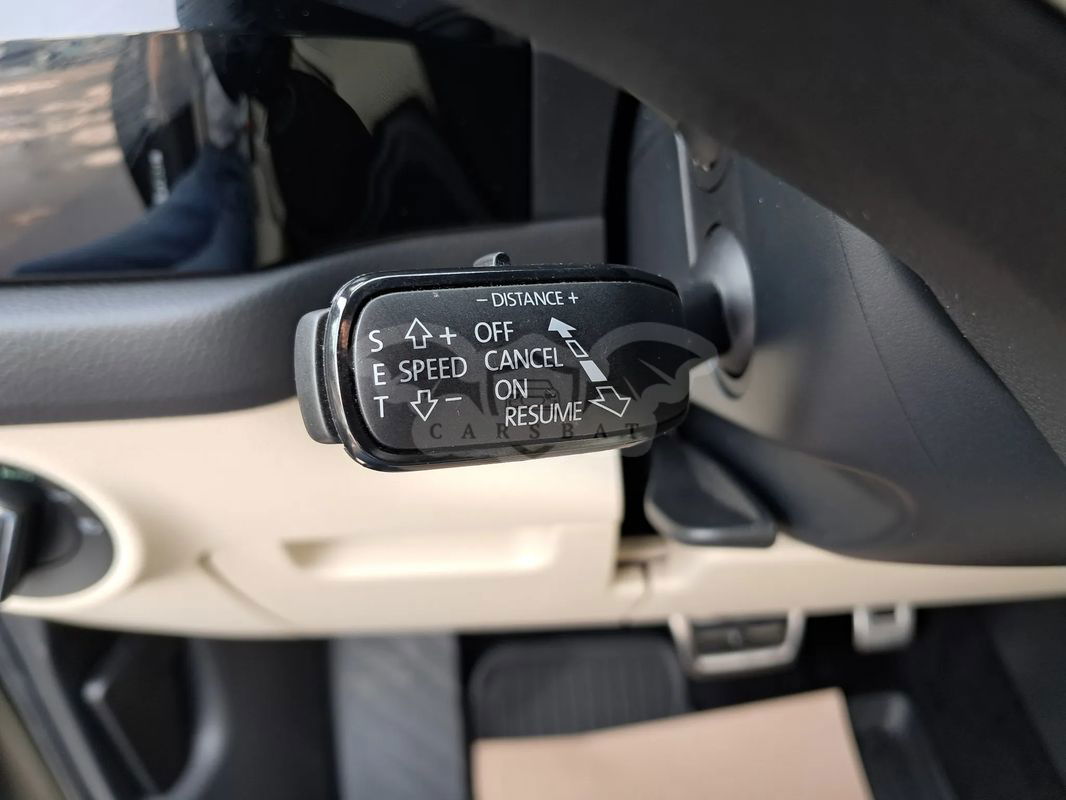 − DISTANCE +
S + OFF
E SPEED CANCEL
T − ON
RESUME
CARSBAT